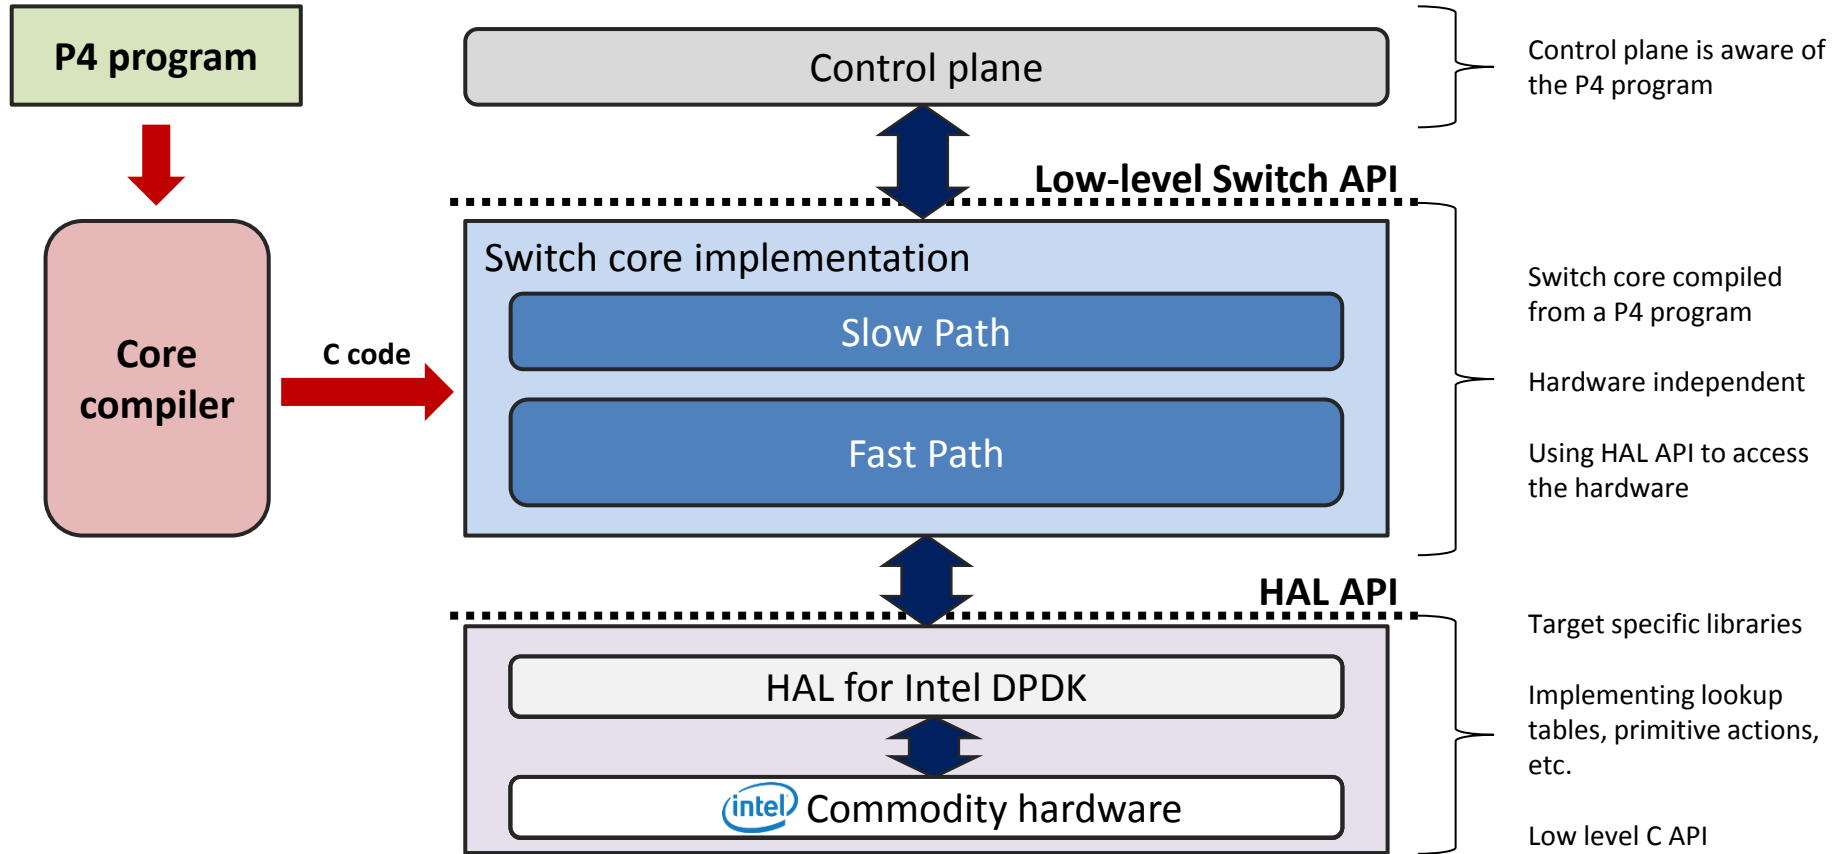 P4 program
Control plane
Control plane is aware of
the P4 program
Low-level Switch API
Core
compiler
C code
Switch core implementation
Slow Path
Fast Path
Switch core compiled
from a P4 program
Hardware independent
Using HAL API to access
the hardware
HAL API
HAL for Intel DPDK
intel Commodity hardware
Target specific libraries
Implementing lookup
tables, primitive actions,
etc.
Low level C API